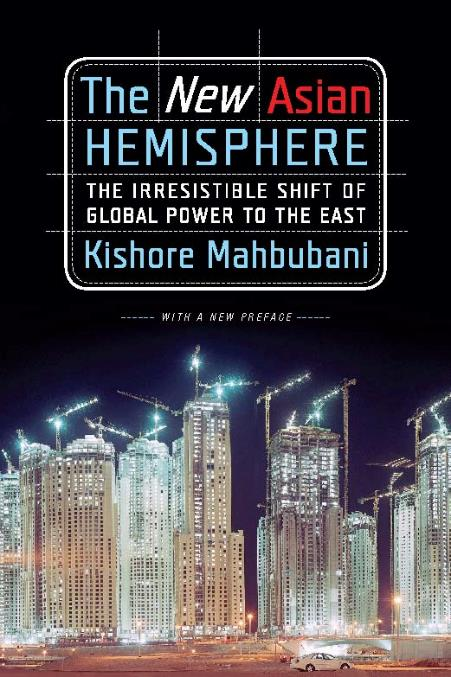 The New Asian
HEMISPHERE
THE IRRESISTIBLE SHIFT OF
GLOBAL POWER TO THE EAST
Kishore Mahbubani
WITH A NEW PREFACE